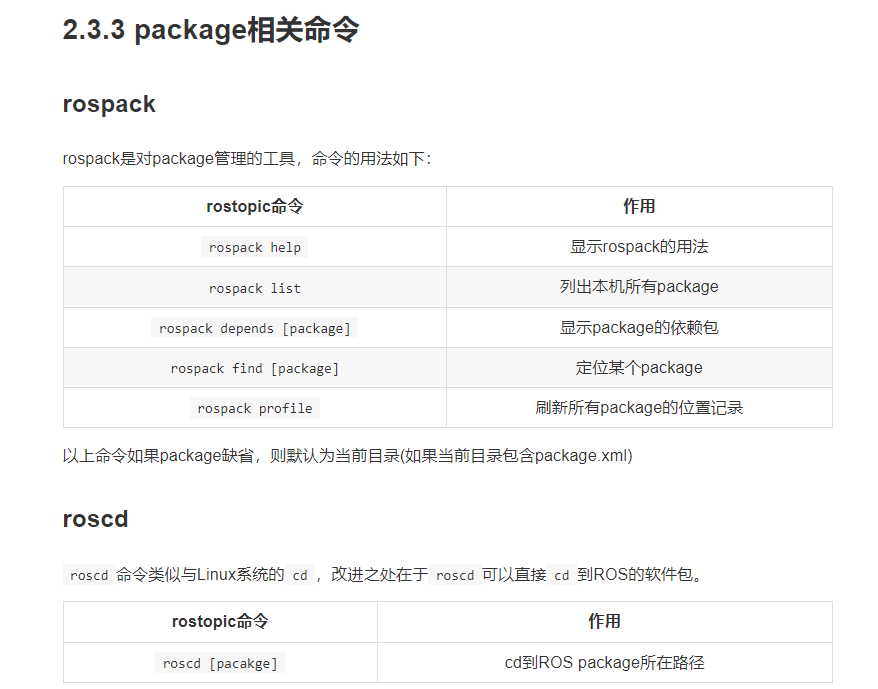 2.3.3 package相关命令
rospack
rospack是对package管理的工具，命令的用法如下：
rostopic命令 作用
rospack help 显示rospack的用法
rospack list 列出本机所有package
rospack depends [package] 显示package的依赖包
rospack find [package] 定位某个package
rospack profile 刷新所有package的位置记录
以上命令如果package缺省，则默认为当前目录(如果当前目录包含package.xml)
roscd
roscd 命令类似与Linux系统的 cd ，改进之处在于 roscd 可以直接 cd 到ROS的软件包。
rostopic命令 作用
roscd [pacakge] cd到ROS package所在路径